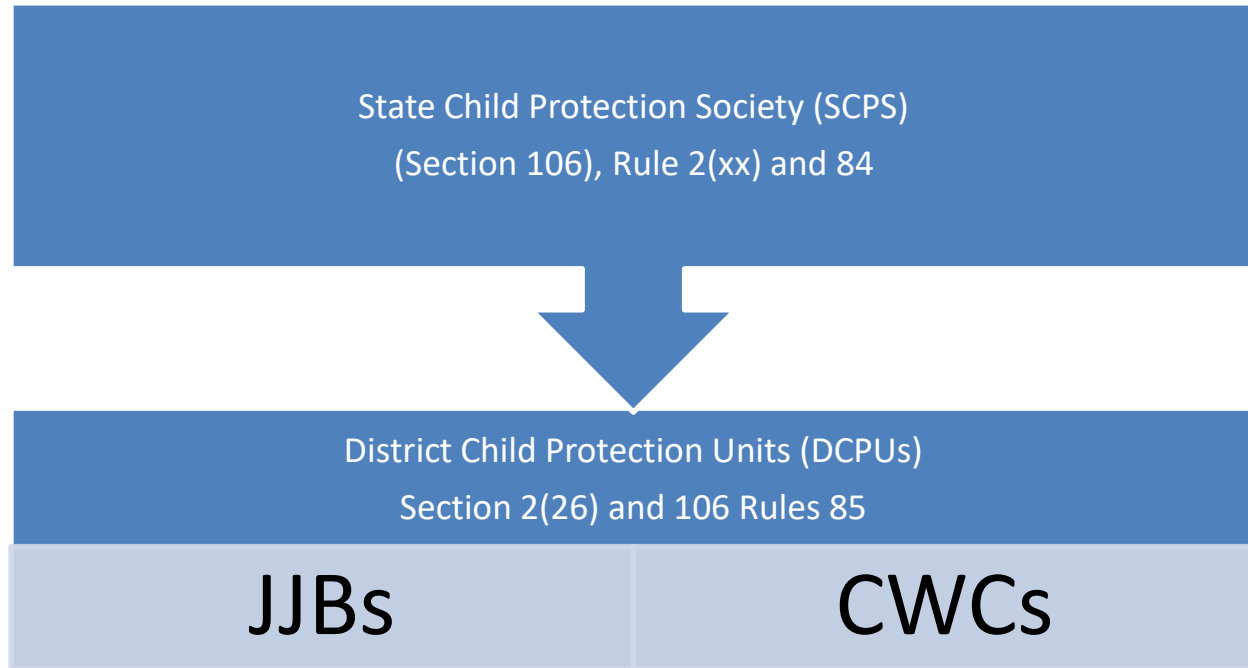 State Child Protection Society (SCPS)
(Section 106), Rule 2(xx) and 84
District Child Protection Units (DCPUs)
Section 2(26) and 106 Rules 85
JJBs
CWCs